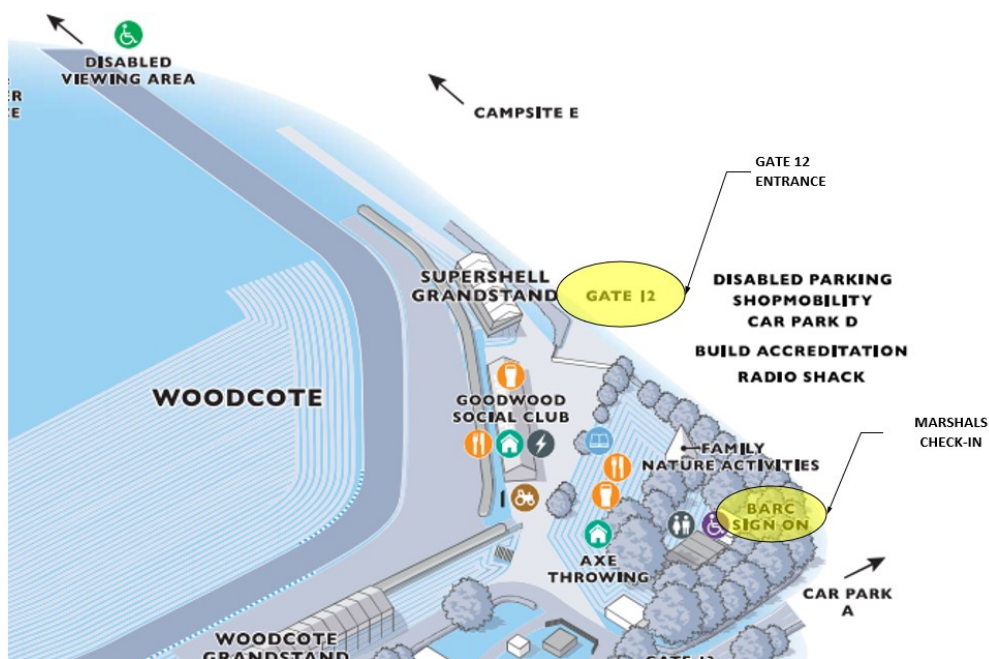 DISABLED
VIEWING AREA
ER
CE
CAMPSITE E
GATE 12
ENTRANCE
SUPERSHELL
GRANDSTAND
GATE 12
DISABLED PARKING
SHOPMOBILITY
CAR PARK D
BUILD ACCREDITATION
RADIO SHACK
WOODCOTE
GOODWOOD
SOCIAL CLUB
MARSHALS
CHECK-IN
FAMILY
NATURE ACTIVITIES
BARC
SIGN ON
AXE
THROWING
CAR PARK
A
WOODCOTE
GRANDSTAND